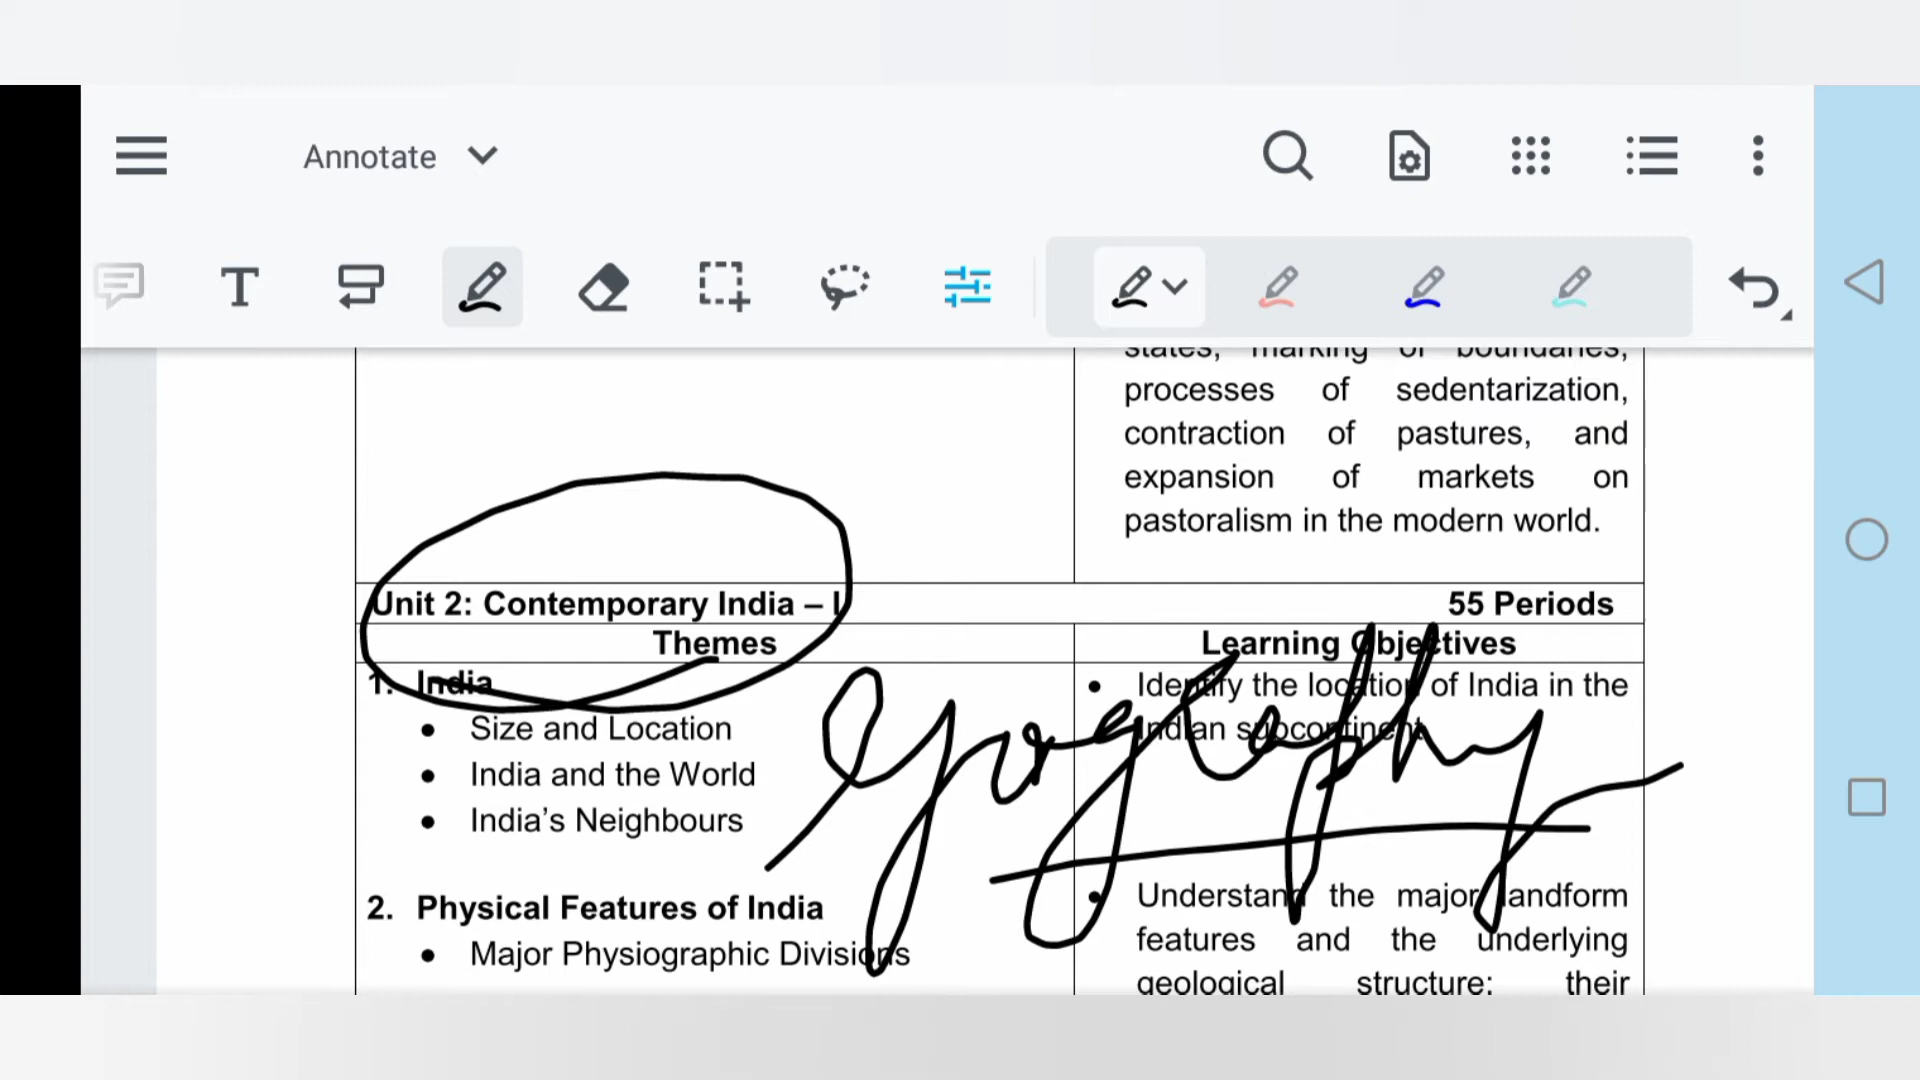 Annotate
T
states, marking of boundaries,
processes of sedentarization,
contraction of pastures, and
expansion of markets on
pastoralism in the modern world.
Unit 2: Contemporary India – I 55 Periods
Themes Learning Objectives
1. India
• Size and Location
• India and the World
• India’s Neighbours
• Identify the location of India in the
Indian subcontinent
Geography
2. Physical Features of India
• Major Physiographic Divisions
• Understand the major landform
features and the underlying
geological structure; their